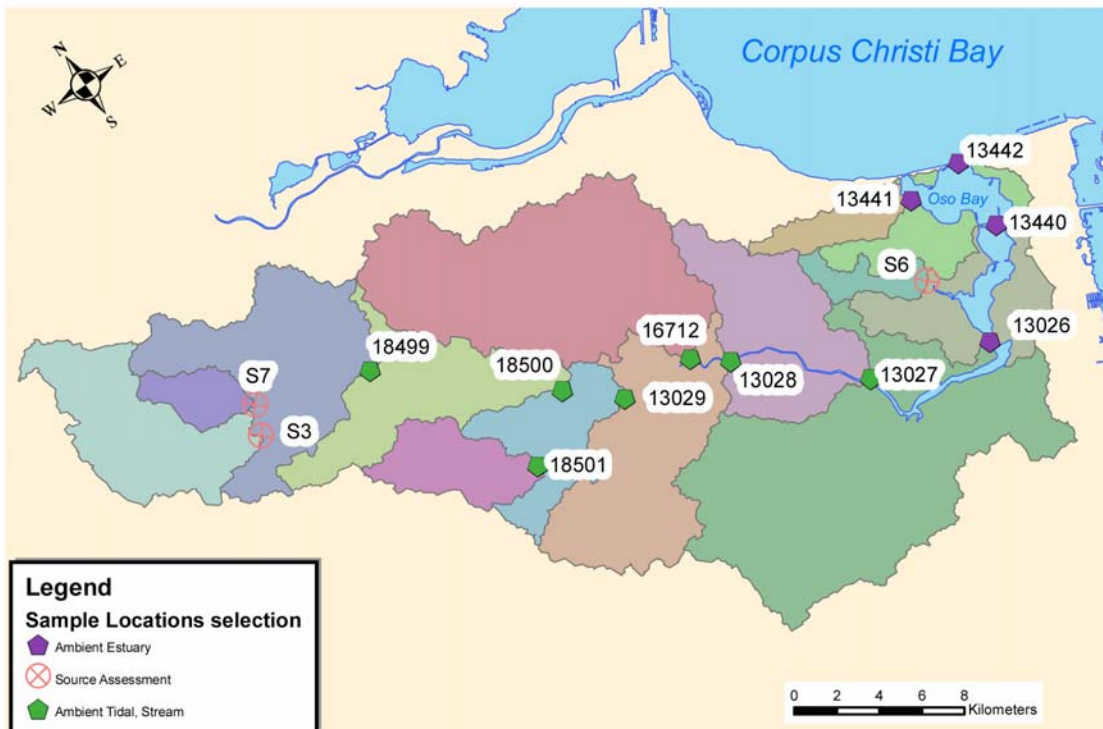 Corpus Christi Bay
N
E
W
S
13442
13441
Oso Bay
13440
S6
16712
13026
18499
18500
13028
13027
S7
13029
S3
18501
Legend
Sample Locations selection
Ambient Estuary
Source Assessment
Ambient Tidal, Stream
0 2 4 6 8
Kilometers